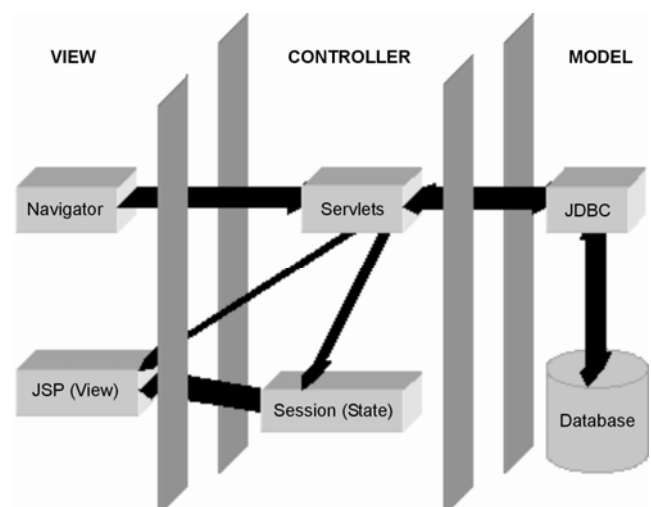 VIEW
CONTROLLER
MODEL
Navigator
Servlets
JDBC
JSP (View)
Session (State)
Database